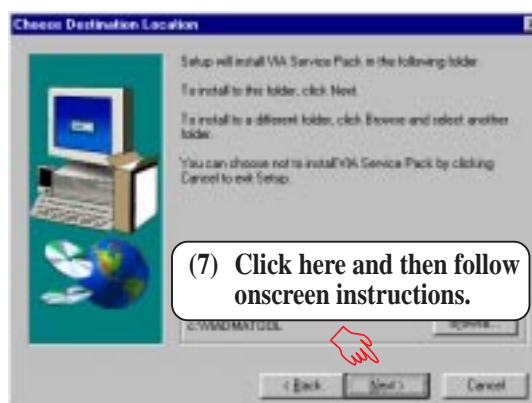 Choose Destination Location
Setup will install VIA Service Pack in the following folder.
To install to this folder, click Next.
To install to a different folder, click Browse and select another
folder.
You can choose not to install VIA Service Pack by clicking
Cancel to exit Setup.
(7) Click here and then follow
onscreen instructions.
Browse...
< Back
Next >
Cancel